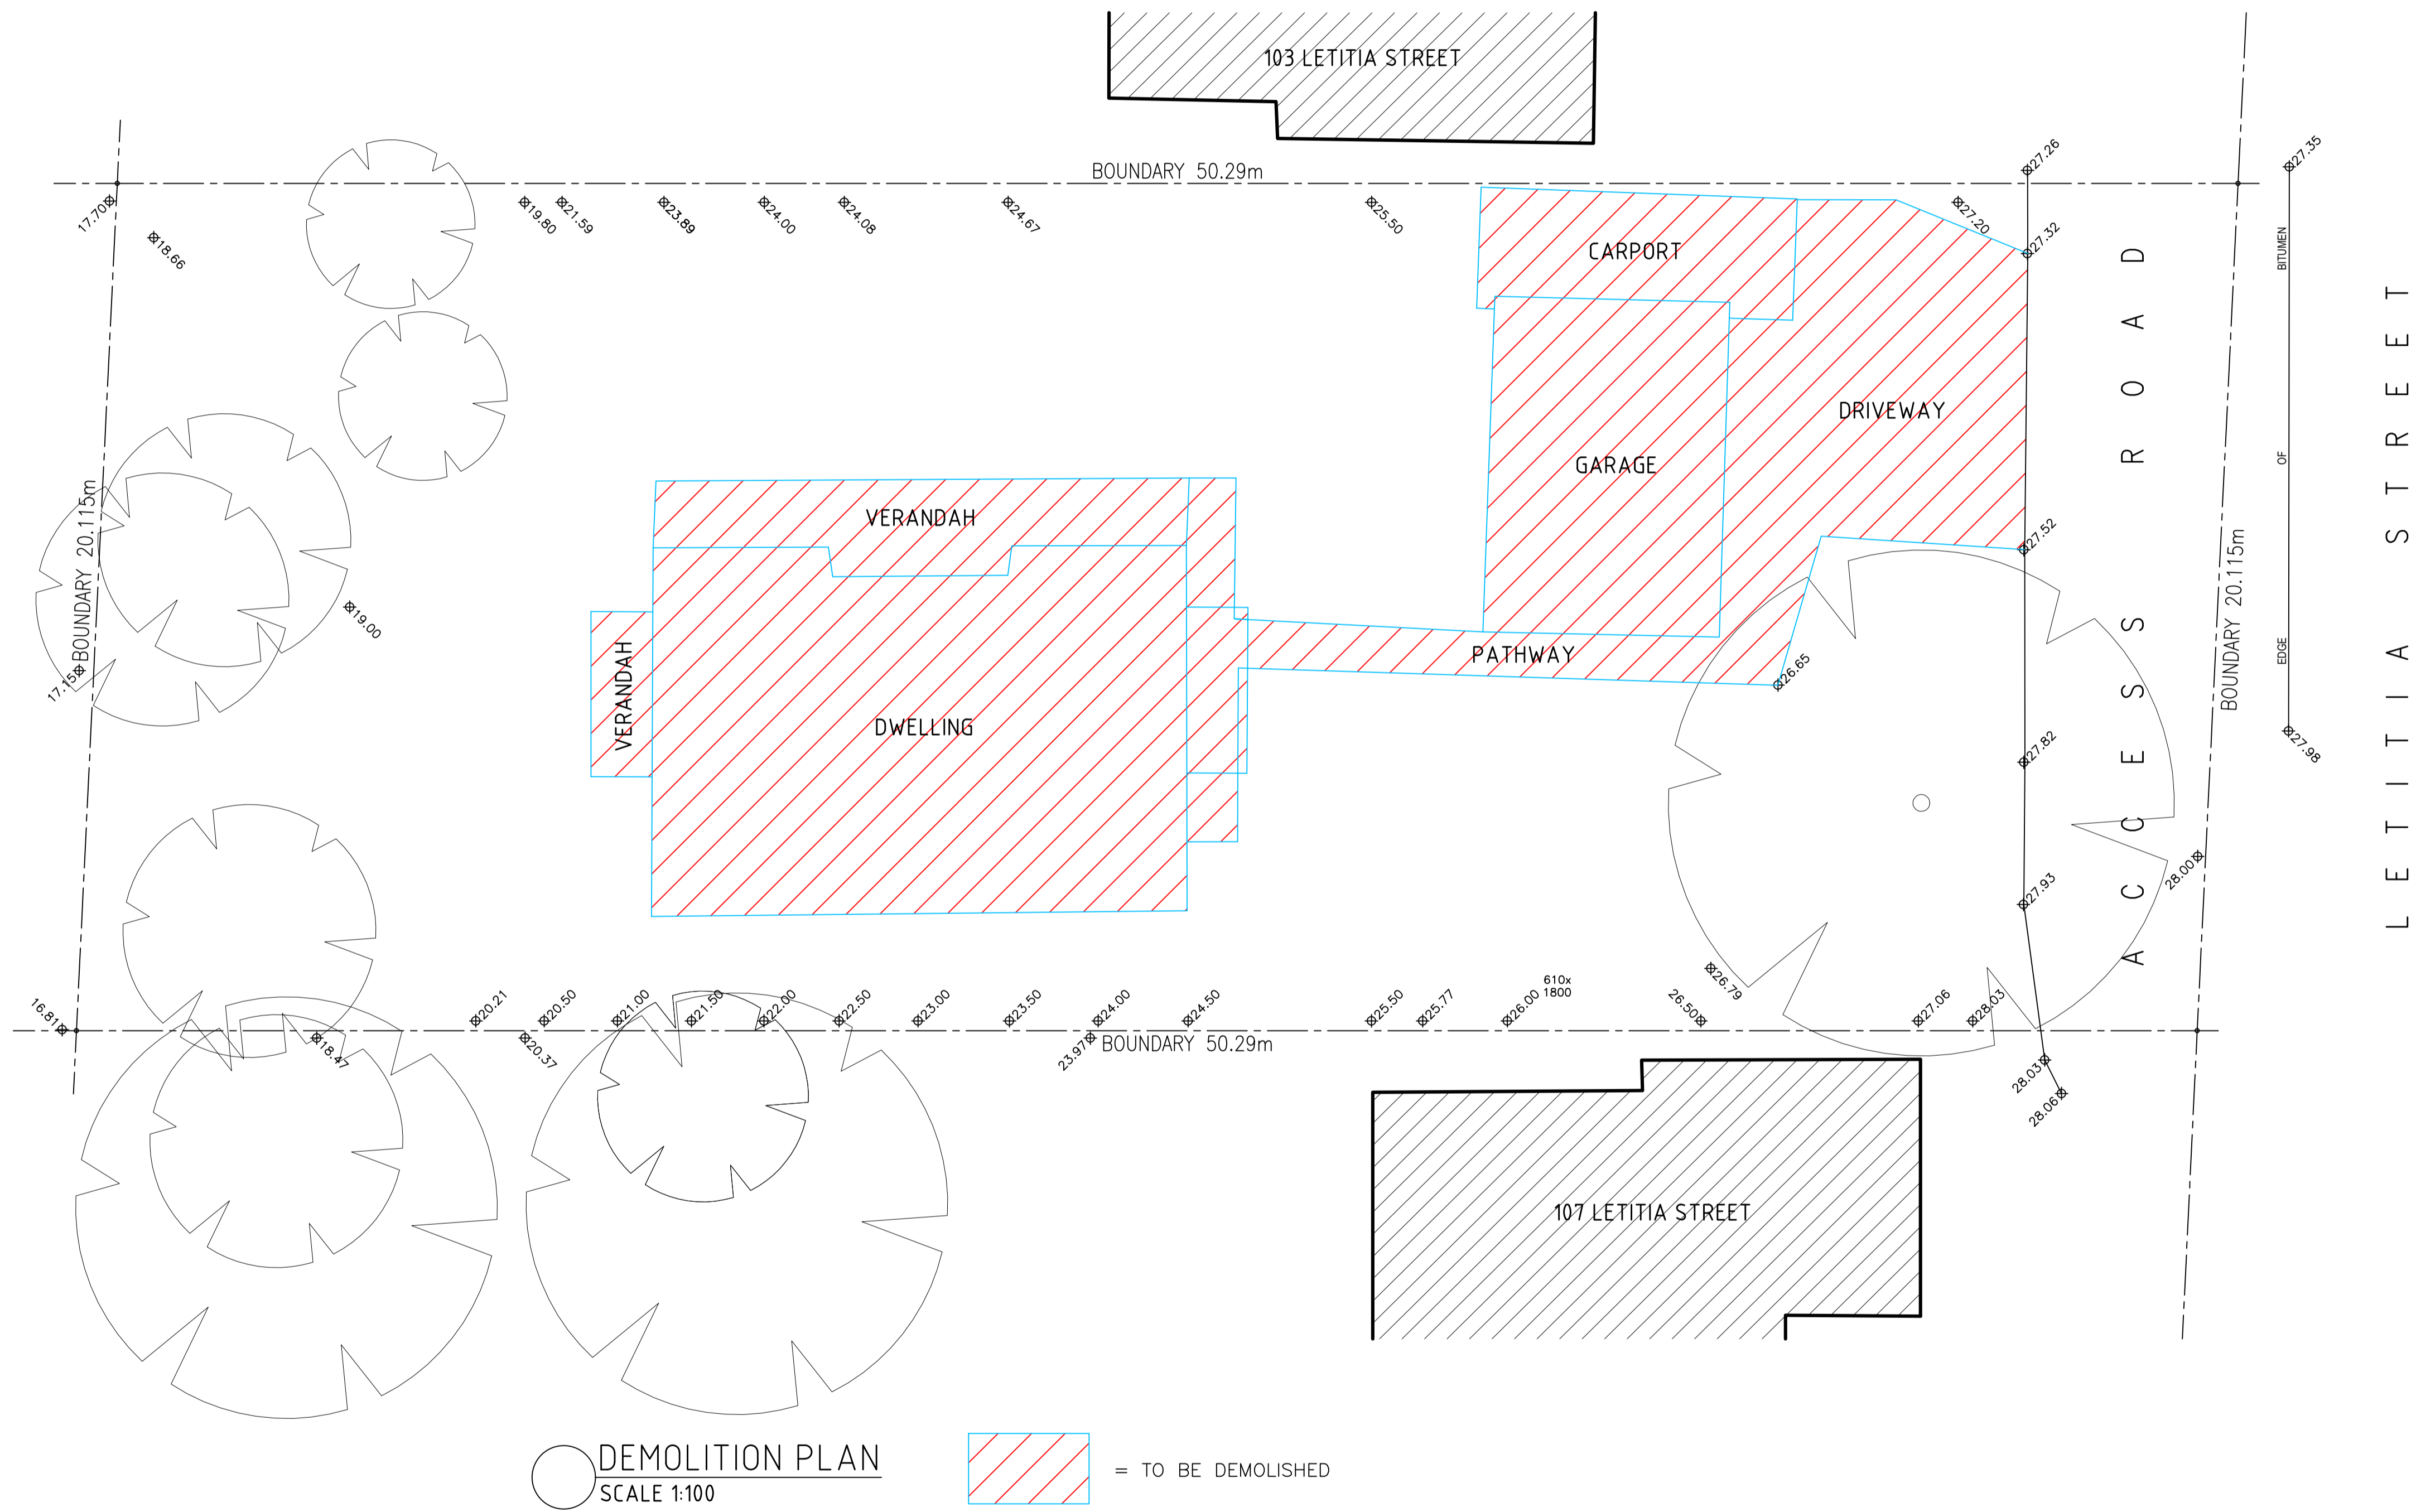 103 LETITIA STREET
BOUNDARY 50.29m
27.26
27.35
17.70
18.66
19.80
21.59
23.89
24.00
24.08
24.67
25.50
27.20
27.32
CARPORT
BITUMEN
OF
EDGE
DRIVEWAY
GARAGE
VERANDAH
BOUNDARY 20.115m
27.52
BOUNDARY 20.115m
19.00
17.15
VERANDAH
PATHWAY
26.65
DWELLING
27.82
27.98
ACCESS ROAD
LETITIA STREET
28.00
27.93
26.79
16.81
20.21
20.50
21.00
21.50
22.00
22.50
23.00
23.50
24.00
24.50
25.50
25.77
26.00
610x
1800
26.50
27.06
28.03
18.47
20.37
23.97
BOUNDARY 50.29m
28.03
28.06
107 LETITIA STREET
DEMOLITION PLAN
SCALE 1:100
= TO BE DEMOLISHED